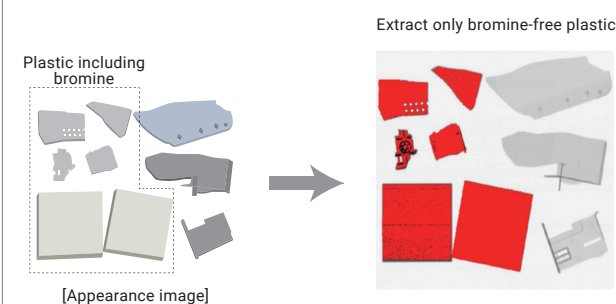 Extract only bromine-free plastic
Plastic including
bromine
[Appearance image]